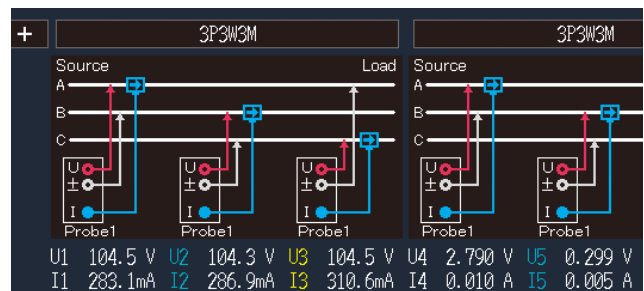 + 3P3W3M 3P3W3M
Source Load Source
A A
B B
C C
U U U U U
± ± ± ± ±
I I I I I
Probe1 Probe1 Probe1 Probe1 Probe1
U1 104.5 V U2 104.3 V U3 104.5 V U4 2.790 V U5 0.299 V
I1 283.1mA I2 286.9mA I3 310.6mA I4 0.010 A I5 0.005 A